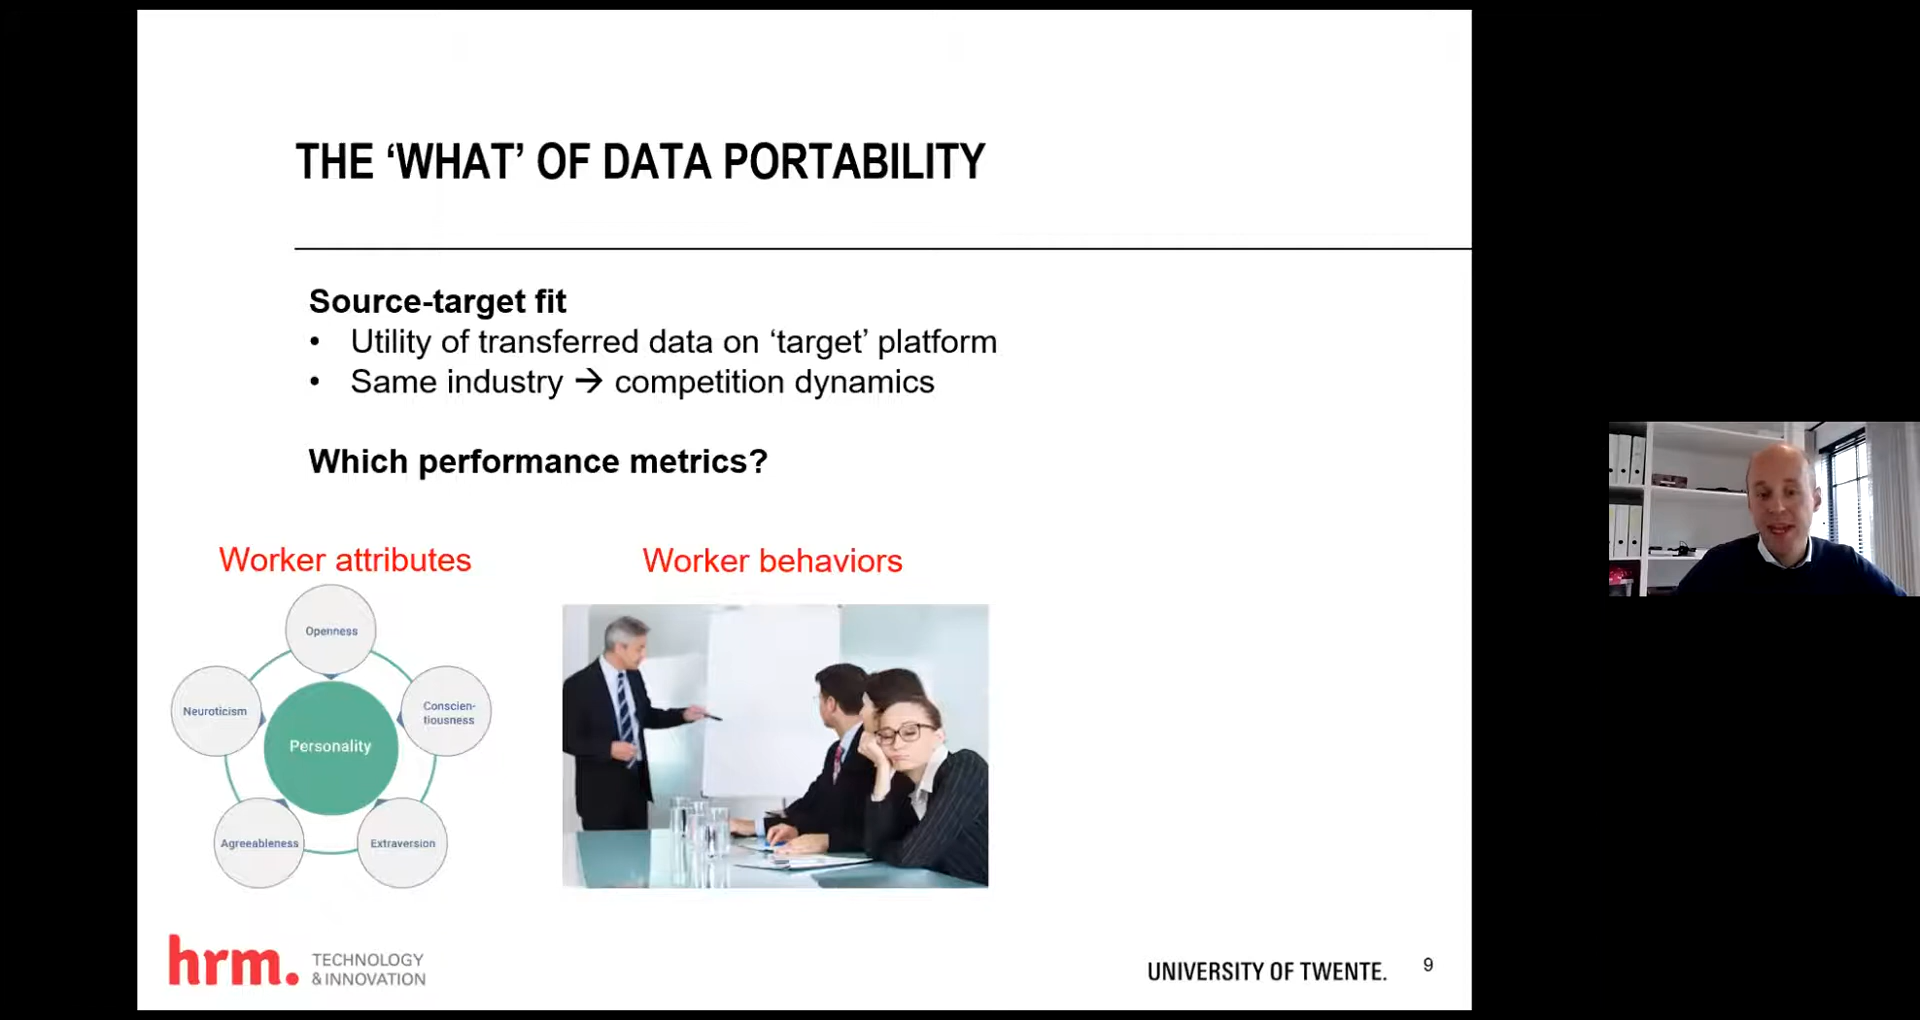 THE ‘WHAT’ OF DATA PORTABILITY
Source-target fit
• Utility of transferred data on ‘target’ platform
• Same industry → competition dynamics
Which performance metrics?
Worker attributes
Worker behaviors
Openness
Neuroticism
Conscien-
tiousness
Personality
Agreeableness
Extraversion
hrm. TECHNOLOGY
& INNOVATION
UNIVERSITY OF TWENTE.
9